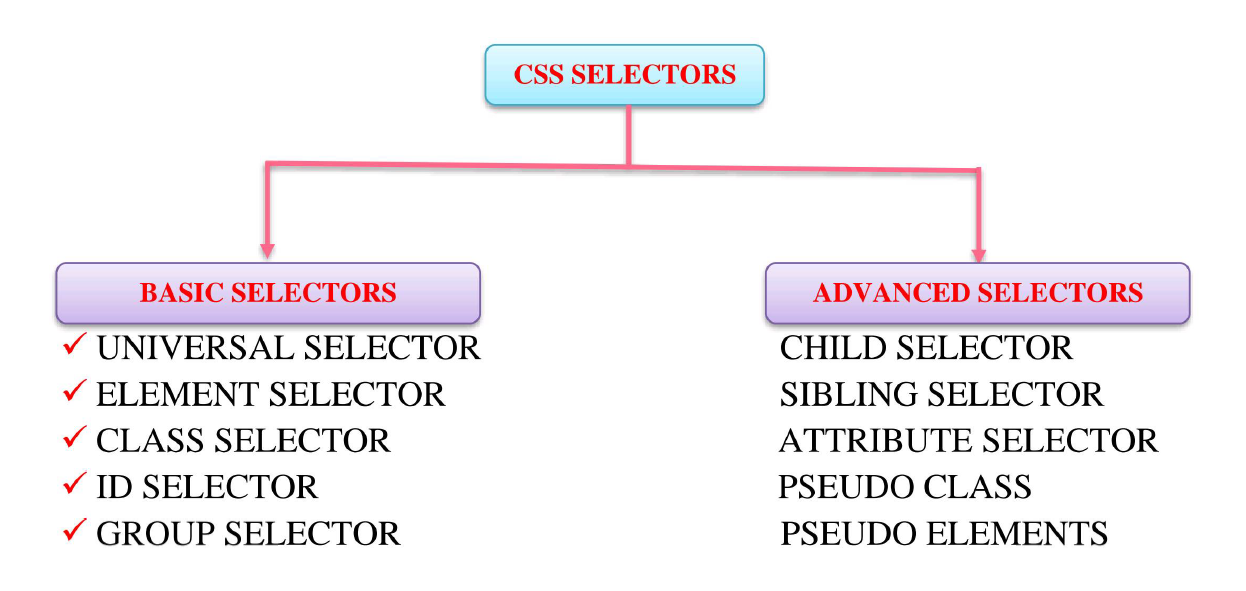 CSS SELECTORS
BASIC SELECTORS
✓ UNIVERSAL SELECTOR
✓ ELEMENT SELECTOR
✓ CLASS SELECTOR
✓ ID SELECTOR
✓ GROUP SELECTOR
ADVANCED SELECTORS
CHILD SELECTOR
SIBLING SELECTOR
ATTRIBUTE SELECTOR
PSEUDO CLASS
PSEUDO ELEMENTS